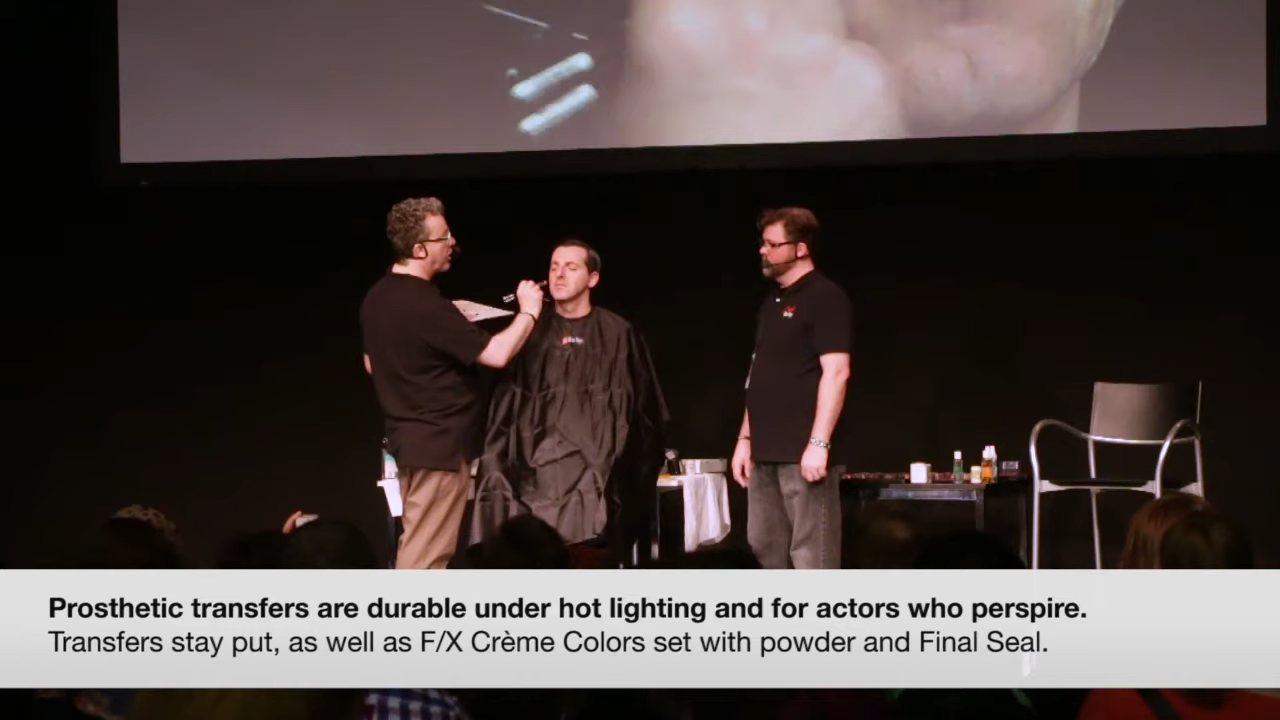 Prosthetic transfers are durable under hot lighting and for actors who perspire.
Transfers stay put, as well as F/X Crème Colors set with powder and Final Seal.